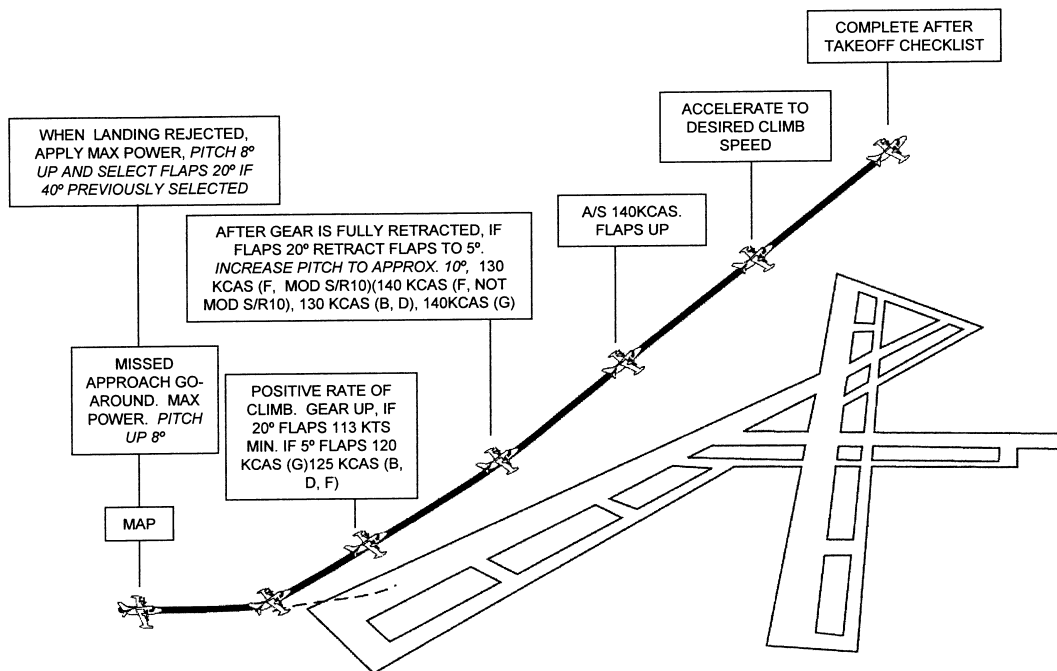 COMPLETE AFTER
TAKEOFF CHECKLIST
ACCELERATE TO
DESIRED CLIMB
SPEED
WHEN LANDING REJECTED,
APPLY MAX POWER, PITCH 8º
UP AND SELECT FLAPS 20º IF
40º PREVIOUSLY SELECTED
A/S 140KCAS.
FLAPS UP
AFTER GEAR IS FULLY RETRACTED, IF
FLAPS 20º RETRACT FLAPS TO 5º.
INCREASE PITCH TO APPROX. 10º, 130
KCAS (F, MOD S/R10)(140 KCAS (F, NOT
MOD S/R10), 130 KCAS (B, D), 140KCAS (G)
MISSED
APPROACH GO-
AROUND. MAX
POWER. PITCH
UP 8º
POSITIVE RATE OF
CLIMB. GEAR UP, IF
20º FLAPS 113 KTS
MIN. IF 5º FLAPS 120
KCAS (G)125 KCAS (B,
D, F)
MAP